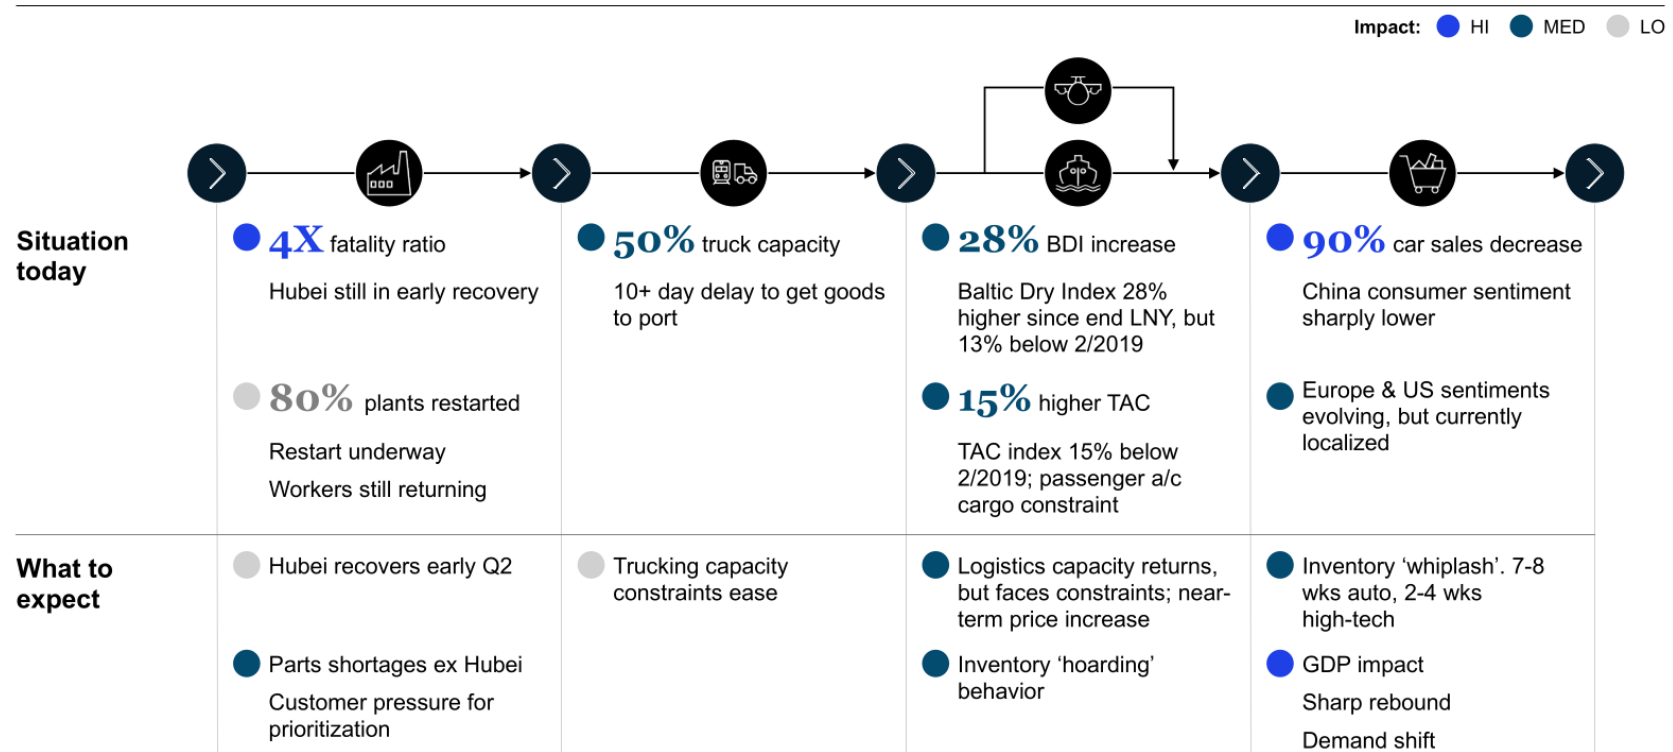 Impact: HI MED LO
Situation
today
4X fatality ratio
Hubei still in early recovery
80% plants restarted
Restart underway
Workers still returning
50% truck capacity
10+ day delay to get goods
to port
28% BDI increase
Baltic Dry Index 28%
higher since end LNY, but
13% below 2/2019
15% higher TAC
TAC index 15% below
2/2019; passenger a/c
cargo constraint
90% car sales decrease
China consumer sentiment
sharply lower
Europe & US sentiments
evolving, but currently
localized
What to
expect
Hubei recovers early Q2
Parts shortages ex Hubei
Customer pressure for
prioritization
Trucking capacity
constraints ease
Logistics capacity returns,
but faces constraints; near-
term price increase
Inventory ‘hoarding’
behavior
Inventory ‘whiplash’. 7-8
wks auto, 2-4 wks
high-tech
GDP impact
Sharp rebound
Demand shift